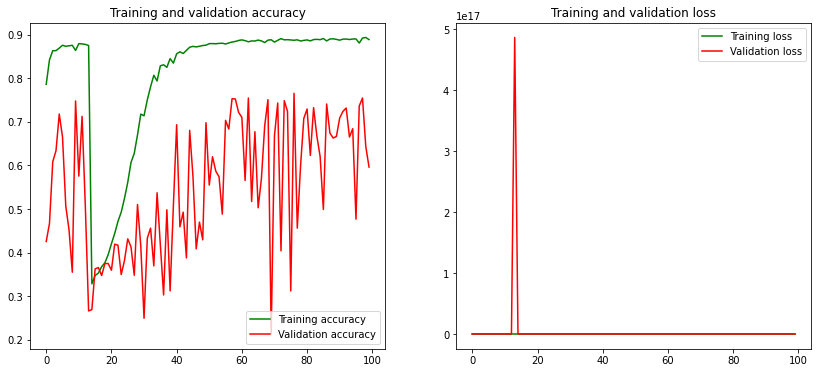 Training and validation accuracy
0.9
0.8
0.7
0.6
0.5
0.4
0.3
0.2
0 20 40 60 80 100
Training accuracy
Validation accuracy
Training and validation loss
1e17
5
4
3
2
1
0
0 20 40 60 80 100
Training loss
Validation loss